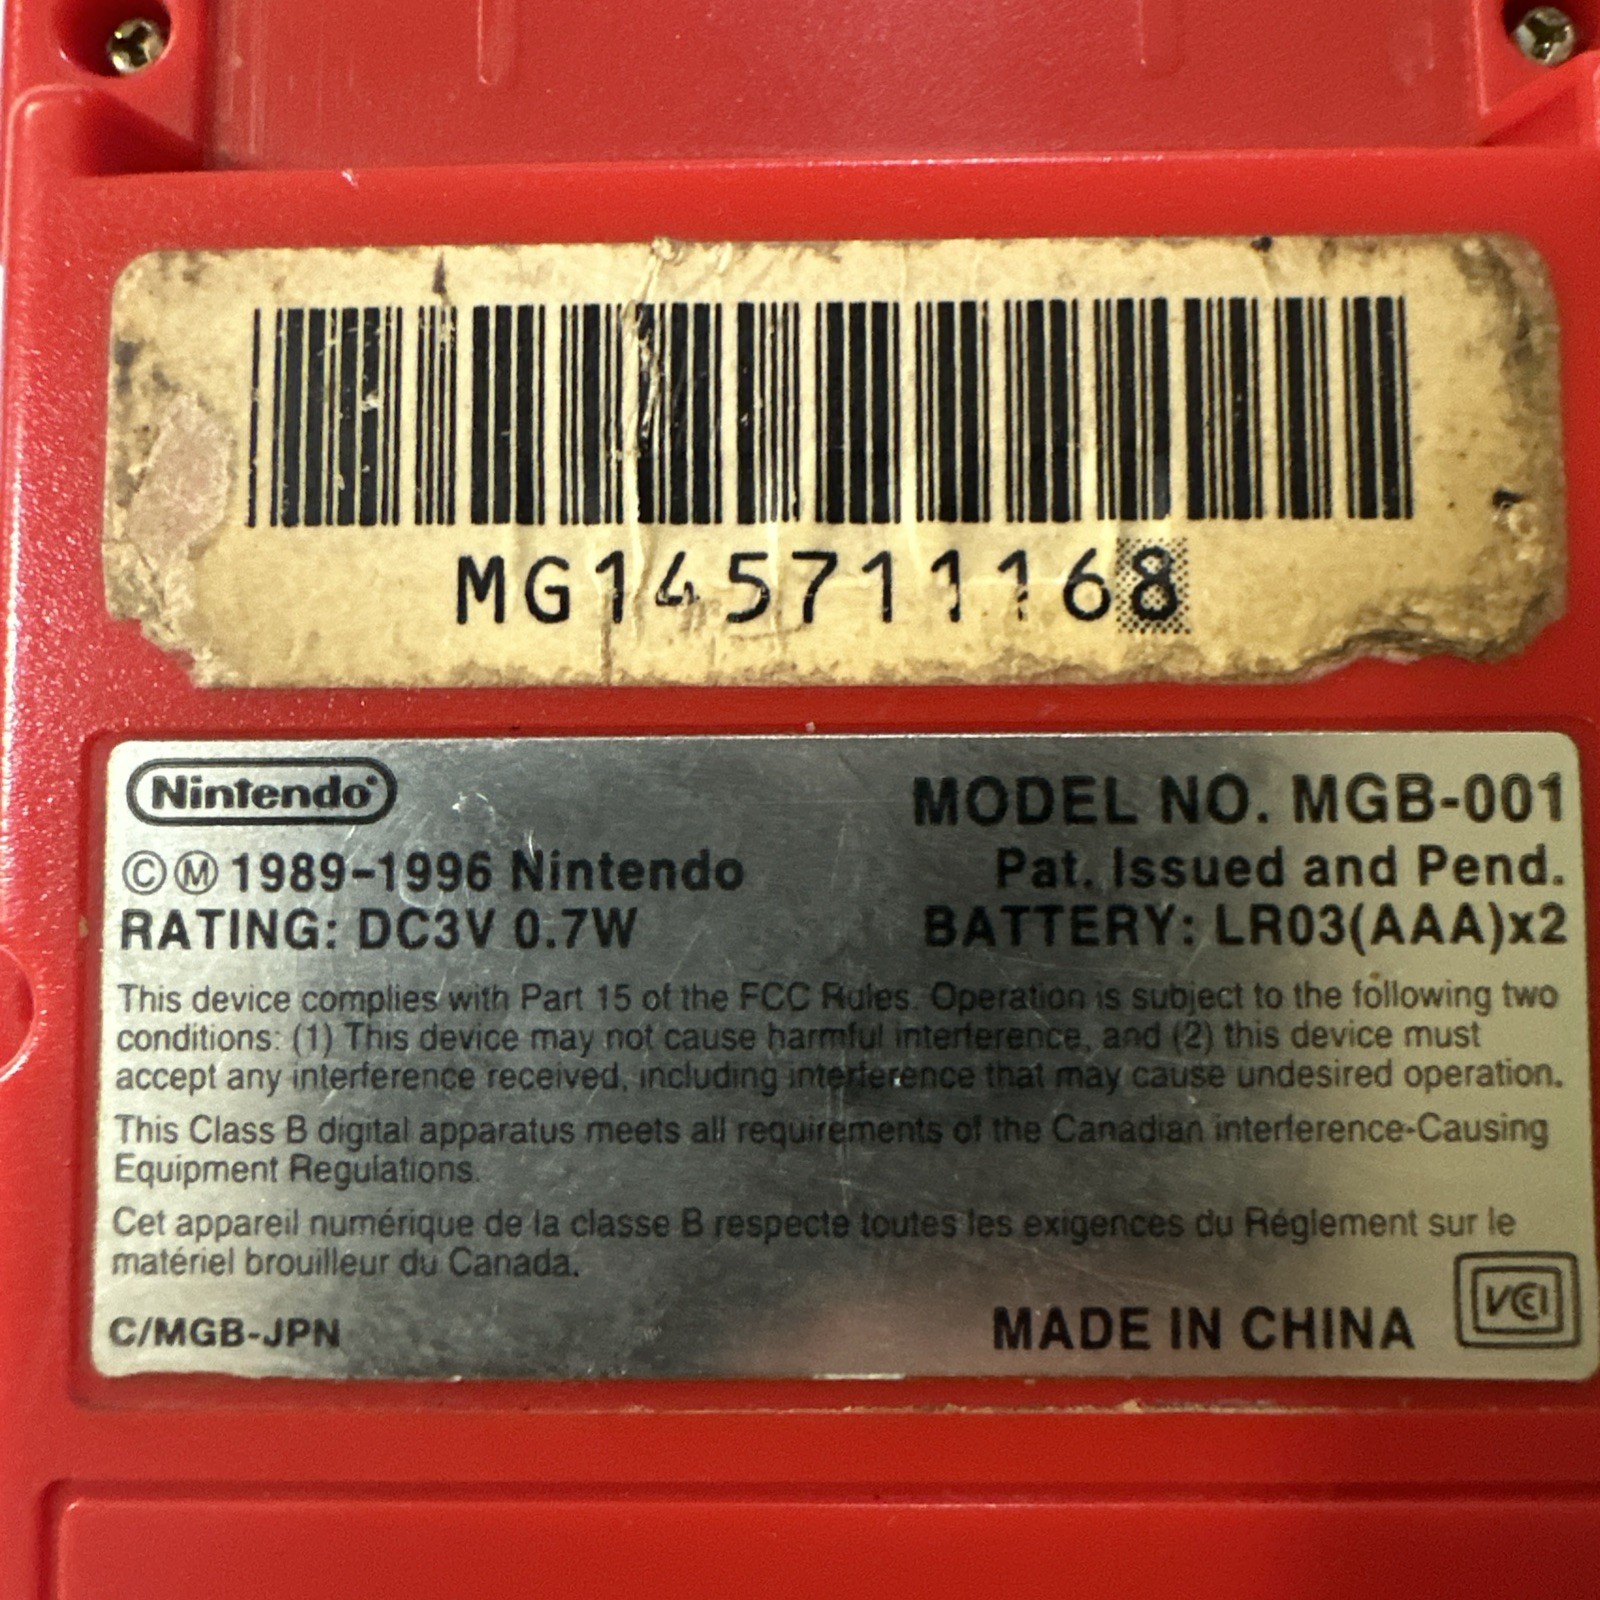 MG145711168
Nintendo® MODEL NO. MGB-001
©Ⓜ 1989-1996 Nintendo Pat. Issued and Pend.
RATING: DC3V 0.7W BATTERY: LR03(AAA)x2
This device complies with Part 15 of the FCC Rules. Operation is subject to the following two
conditions: (1) This device may not cause harmful interference, and (2) this device must
accept any interference received, including interference that may cause undesired operation.
This Class B digital apparatus meets all requirements of the Canadian interference-Causing
Equipment Regulations.
Cet appareil numérique de la classe B respecte toutes les exigences du Réglement sur le
matériel brouilleur du Canada.
C/MGB-JPN MADE IN CHINA VCCI